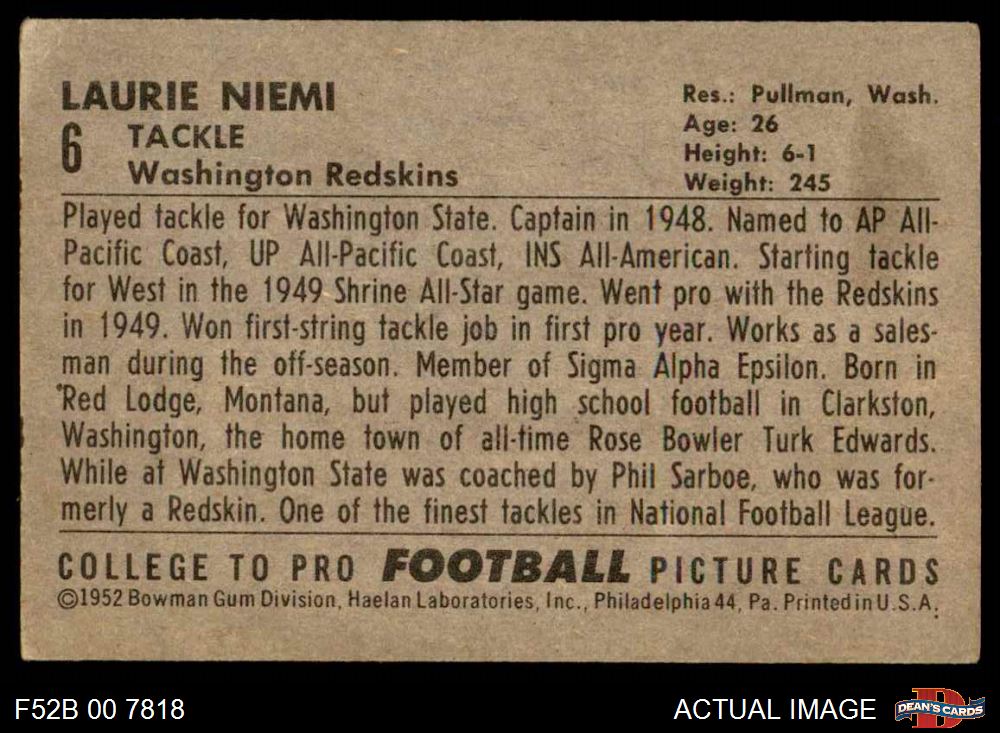 LAURIE NIEMI
6 TACKLE
Washington Redskins
Res.: Pullman, Wash.
Age: 26
Height: 6-1
Weight: 245
Played tackle for Washington State. Captain in 1948. Named to AP All-
Pacific Coast, UP All-Pacific Coast, INS All-American. Starting tackle
for West in the 1949 Shrine All-Star game. Went pro with the Redskins
in 1949. Won first-string tackle job in first pro year. Works as a sales-
man during the off-season. Member of Sigma Alpha Epsilon. Born in
Red Lodge, Montana, but played high school football in Clarkston,
Washington, the home town of all-time Rose Bowler Turk Edwards.
While at Washington State was coached by Phil Sarboe, who was for-
merly a Redskin. One of the finest tackles in National Football League.
COLLEGE TO PRO FOOTBALL PICTURE CARDS
©1952 Bowman Gum Division, Haelan Laboratories, Inc., Philadelphia 44, Pa. Printed in U.S.A.
F52B 00 7818
ACTUAL IMAGE
D
DEAN'S CARDS